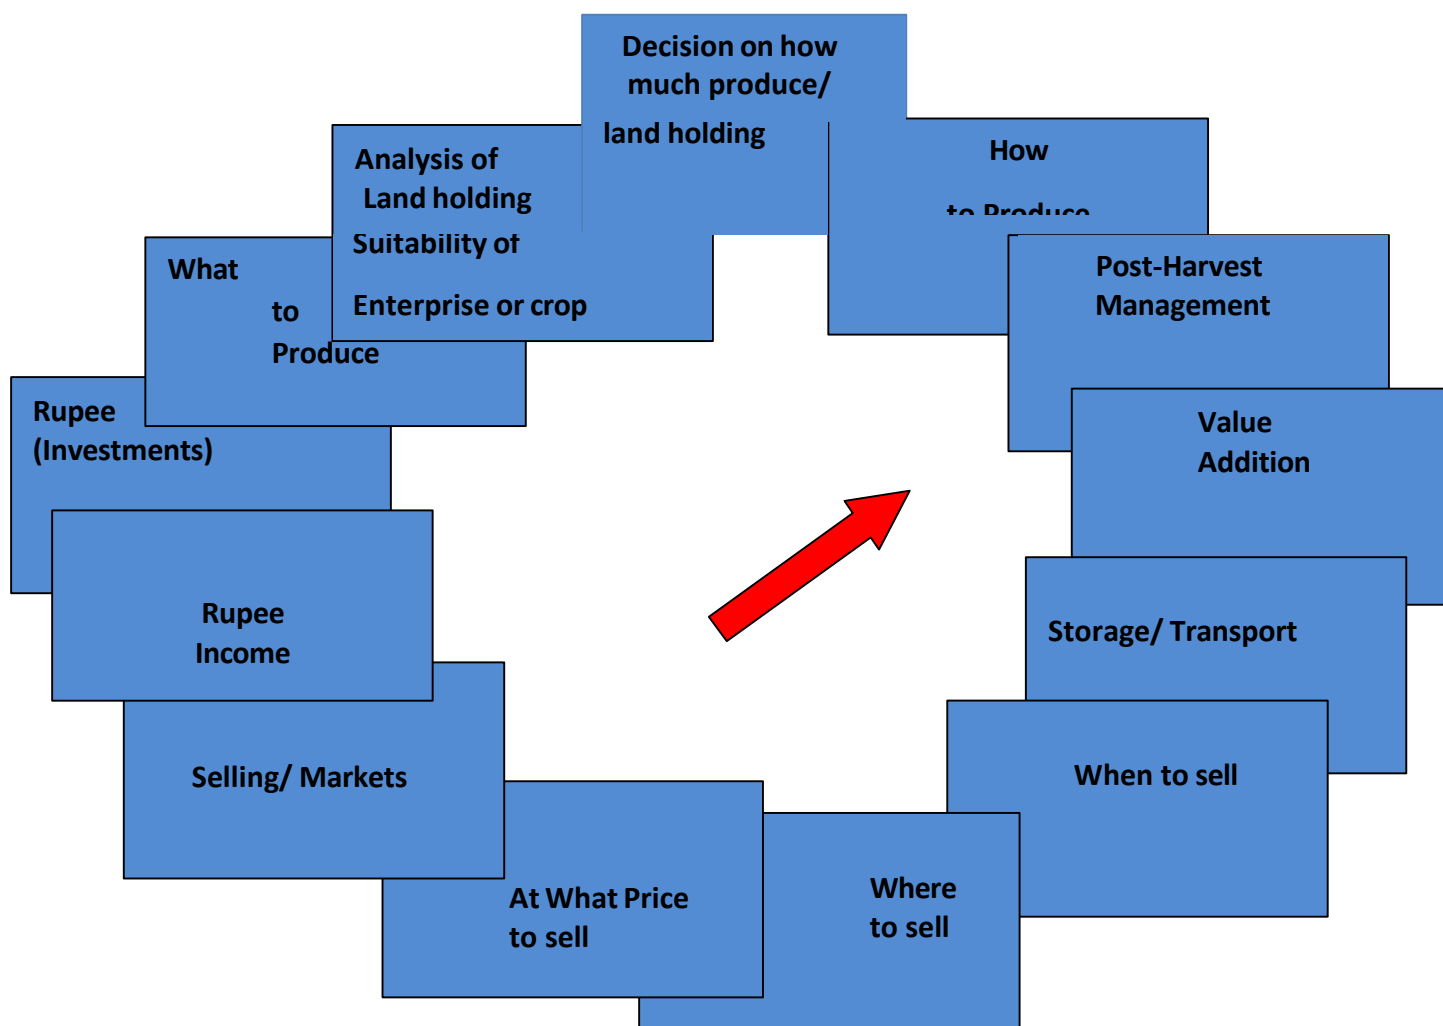 Decision on how
much produce/
land holding
How
to Produce
Post-Harvest
Management
Value
Addition
Storage/ Transport
When to sell
Where
to sell
At What Price
to sell
Selling/ Markets
Rupee
Income
Rupee
(Investments)
What
to
Produce
Analysis of
Land holding
Suitability of
Enterprise or crop